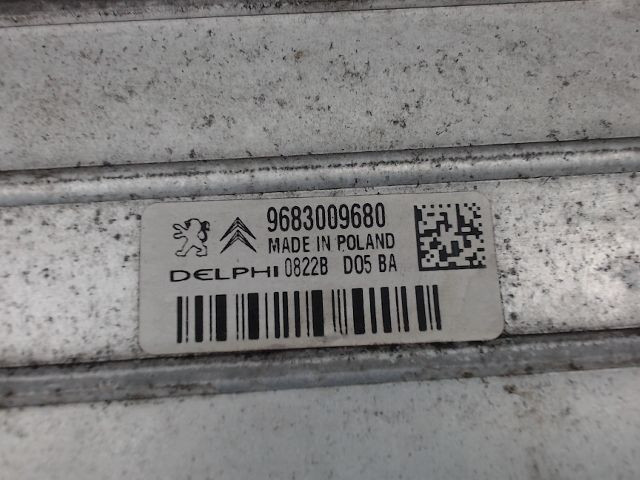 9683009680
MADE IN POLAND
DELPHI 0822B D05 BA